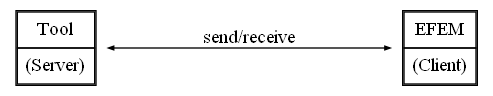 Tool
(Server)
send/receive
EFEM
(Client)